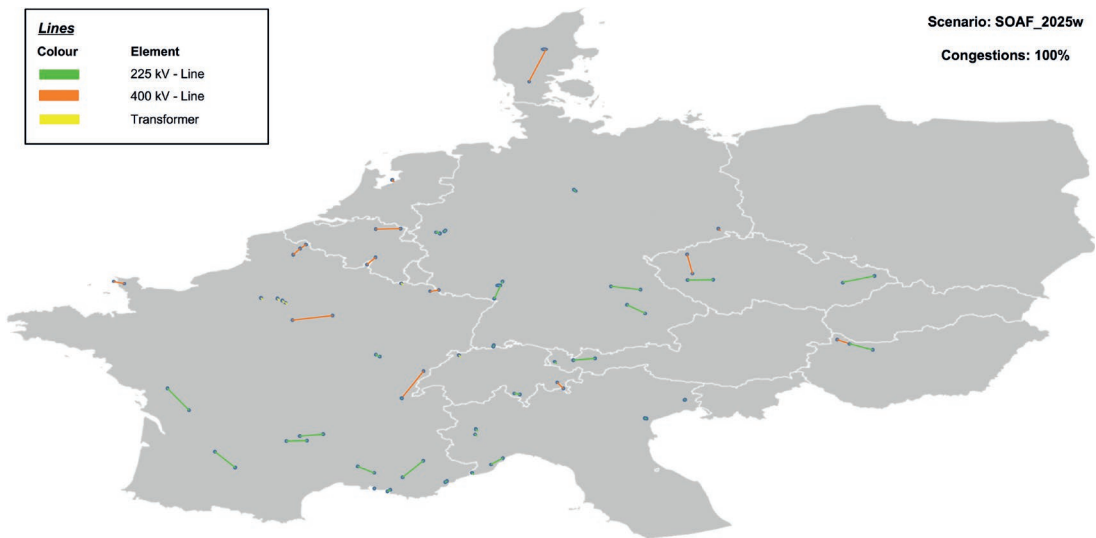 Lines
Colour Element
225 kV - Line
400 kV - Line
Transformer
Scenario: SOAF_2025w
Congestions: 100%